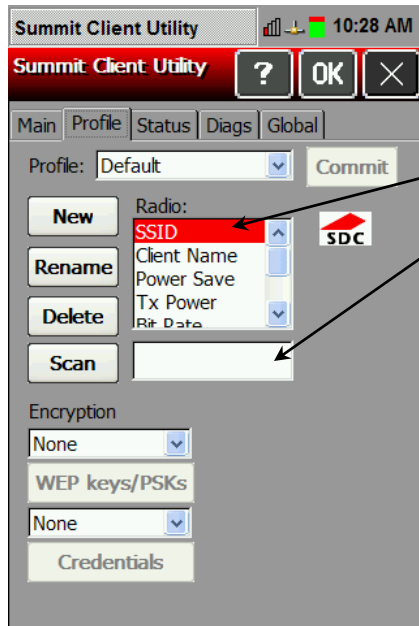 Summit Client Utility 10:28 AM
Summit Client Utility ? OK
Main Profile Status Diags Global
Profile: Default Commit
New Radio:
SSID
SDC
Client Name
Rename
Power Save
Tx Power
Delete
Bit Rate
Scan
Encryption
None
WEP keys/PSKs
None
Credentials